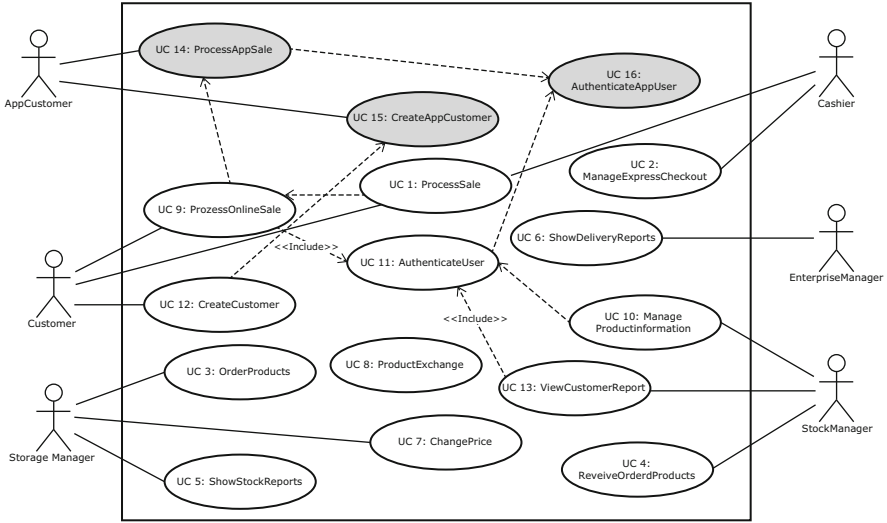 UC 14: ProcessAppSale
UC 16:
AuthenticateAppUser
AppCustomer
Cashier
UC 15: CreateAppCustomer
UC 2:
ManageExpressCheckout
UC 1: ProcessSale
UC 9: ProzessOnlineSale
UC 6: ShowDeliveryReports
<<Include>>
UC 11: AuthenticateUser
EnterpriseManager
UC 12: CreateCustomer
Customer
<<Include>>
UC 10: Manage
Productinformation
UC 3: OrderProducts
UC 8: ProductExchange
UC 13: ViewCustomerReport
StockManager
UC 7: ChangePrice
Storage Manager
UC 4:
ReveiveOrderdProducts
UC 5: ShowStockReports